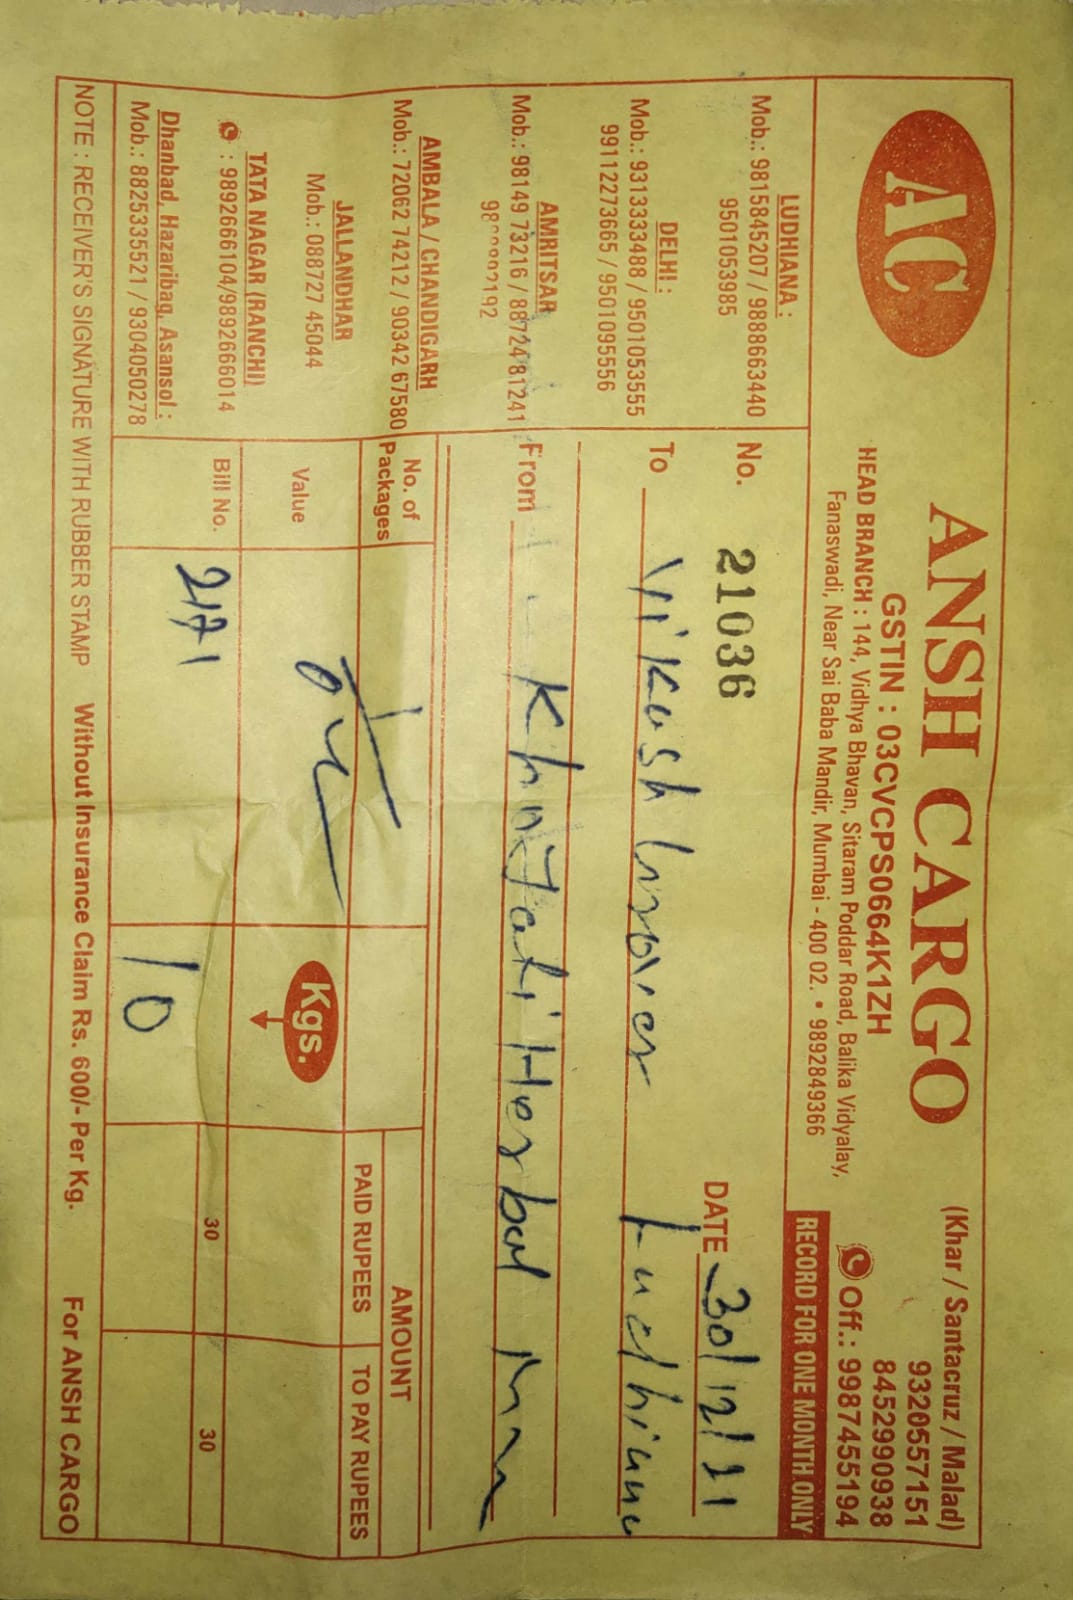 AC
ANSH CARGO
GSTIN : 03CVCPS0664K1ZH
HEAD BRANCH : 144, Vidhya Bhavan, Sitaram Poddar Road, Balika Vidyalay,
Fanaswadi, Near Sai Baba Mandir, Mumbai - 400 02. • 9892849366
(Khar / Santacruz / Malad)
9320557151
8452990938
Off.: 9987455194
RECORD FOR ONE MONTH ONLY
LUDHIANA :
Mob.: 9815845207 / 9888663440
9501053985
DELHI :
Mob.: 9313333488 / 9501053555
99112273665 / 9501095556
AMRITSAR
Mob.: 98149 73216 / 88724 81241
AMBALA / CHANDIGARH
Mob.: 72062 74212 / 90342 67580
JALLANDHAR
Mob.: 088727 45044
TATA NAGAR (RANCHI)
: 9892666104/9892666014
Dhanbad, Hazaribag, Asansol :
Mob.: 8825335521 / 9304050278
No. 21036
DATE 30/12/21
To Vikash Ludhiana
From Herbal Mum
No. of Packages
AMOUNT
PAID RUPEES TO PAY RUPEES
Value
Kgs.
Bill No. 2171
30 30
10
NOTE : RECEIVER'S SIGNATURE WITH RUBBER STAMP Without Insurance Claim Rs. 600/- Per Kg. For ANSH CARGO